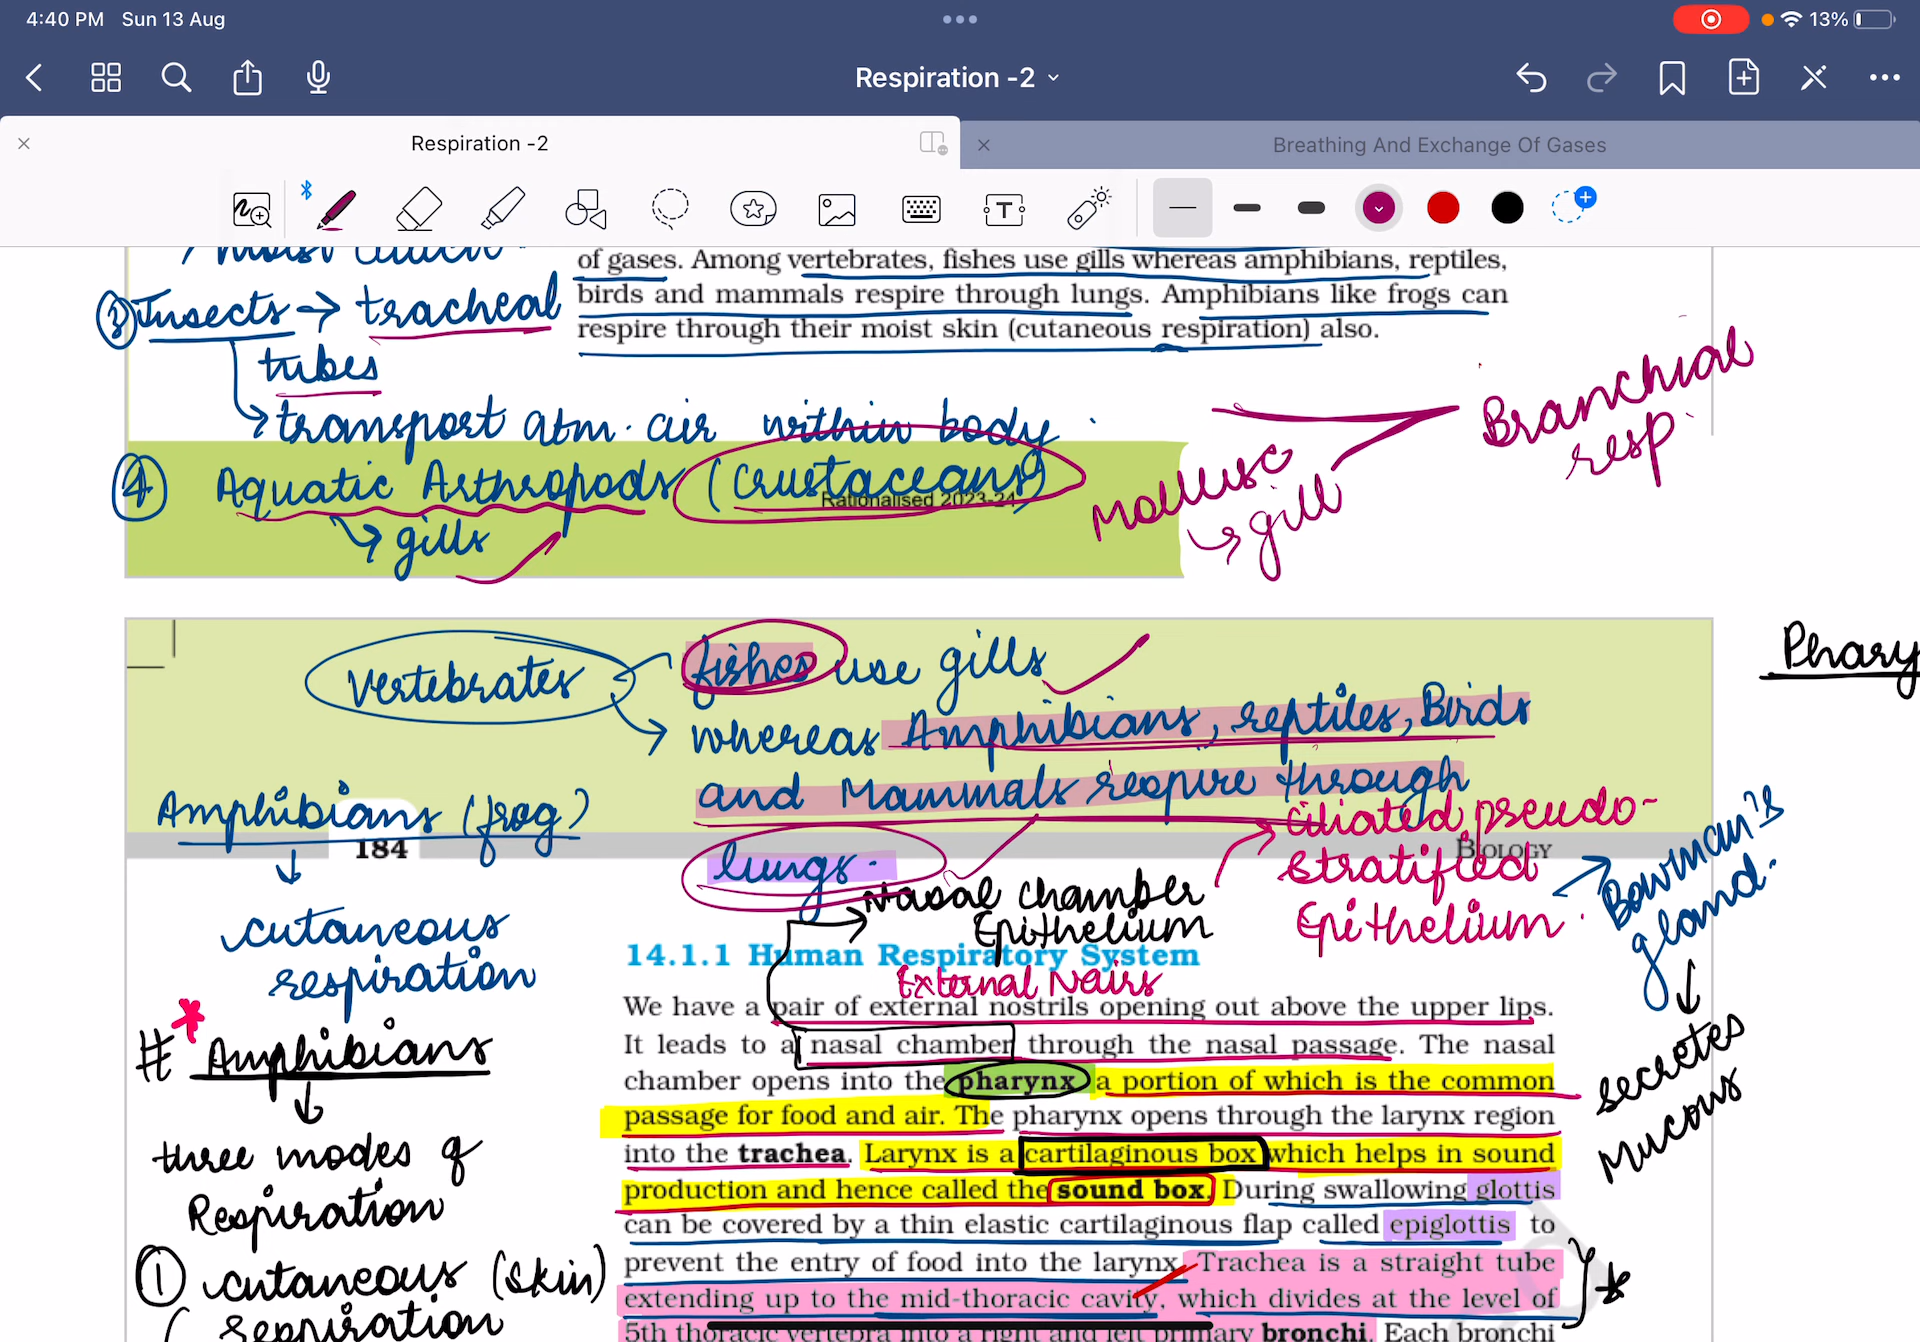 4:40 PM Sun 13 Aug
13%
Respiration -2
Respiration -2
Breathing And Exchange Of Gases
of gases. Among vertebrates, fishes use gills whereas amphibians, reptiles,
birds and mammals respire through lungs. Amphibians like frogs can
respire through their moist skin (cutaneous respiration) also.
③ Insects → tracheal
tubes
→ transport atm. air within body
④ Aquatic Arthropods (Crustaceans)
Rationalised 2023-24
→ gills
Mollusc
→ gill
Branchial
resp.
Vertebrates
fishes use gills
→ whereas Amphibians, reptiles, Birds
and Mammals respire through
lungs.
Phary
Amphibians (frog)
184
BIOLOGY
↓
cutaneous
respiration
Nasal chamber
Epithelium
ciliated pseudo-
stratified
Epithelium.
Bowman's
gland.
↓
secretes
Mucous
# * Amphibians
↓
three modes of
Respiration
① cutaneous (skin)
respiration
14.1.1 Human Respiratory System
External Nairs
We have a pair of external nostrils opening out above the upper lips.
It leads to a nasal chamber through the nasal passage. The nasal
chamber opens into the pharynx a portion of which is the common
passage for food and air. The pharynx opens through the larynx region
into the trachea. Larynx is a cartilaginous box which helps in sound
production and hence called the sound box. During swallowing glottis
can be covered by a thin elastic cartilaginous flap called epiglottis to
prevent the entry of food into the larynx. Trachea is a straight tube
extending up to the mid-thoracic cavity, which divides at the level of
5th thoracic vertebra into a right and left primary bronchi. Each bronchi